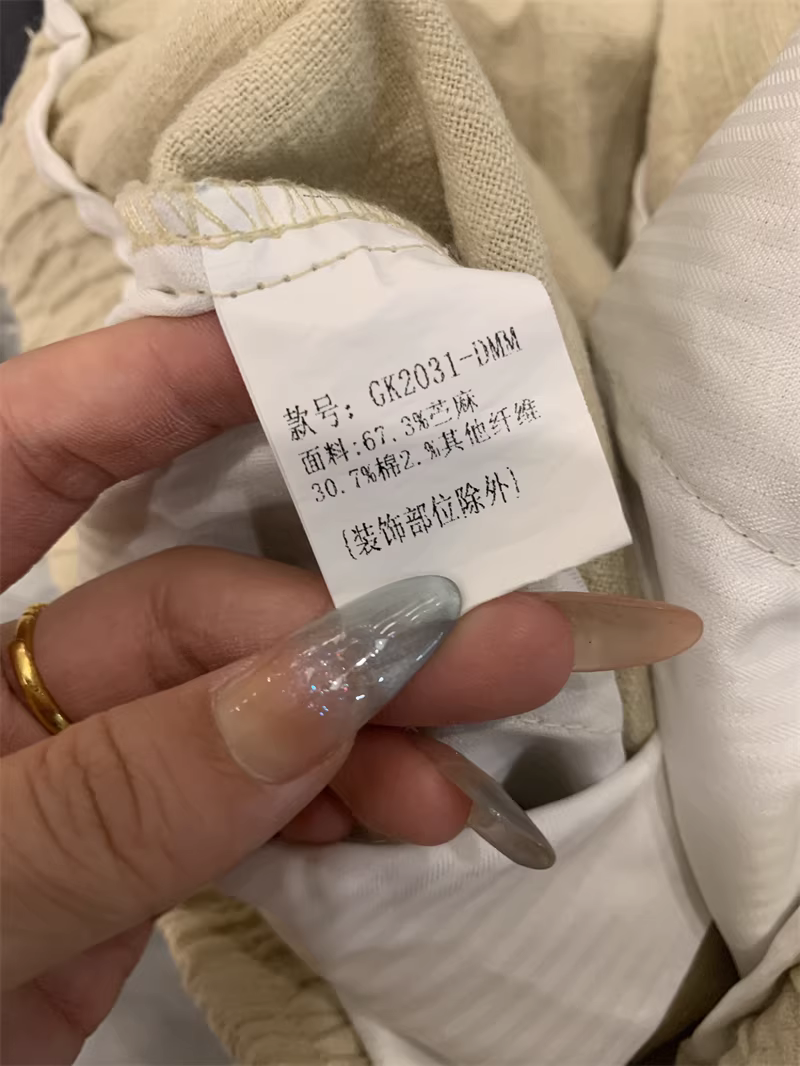 款号: GK2031-DMM
面料:67.3%苎麻
30.7%棉2.%其他纤维
(装饰部位除外)